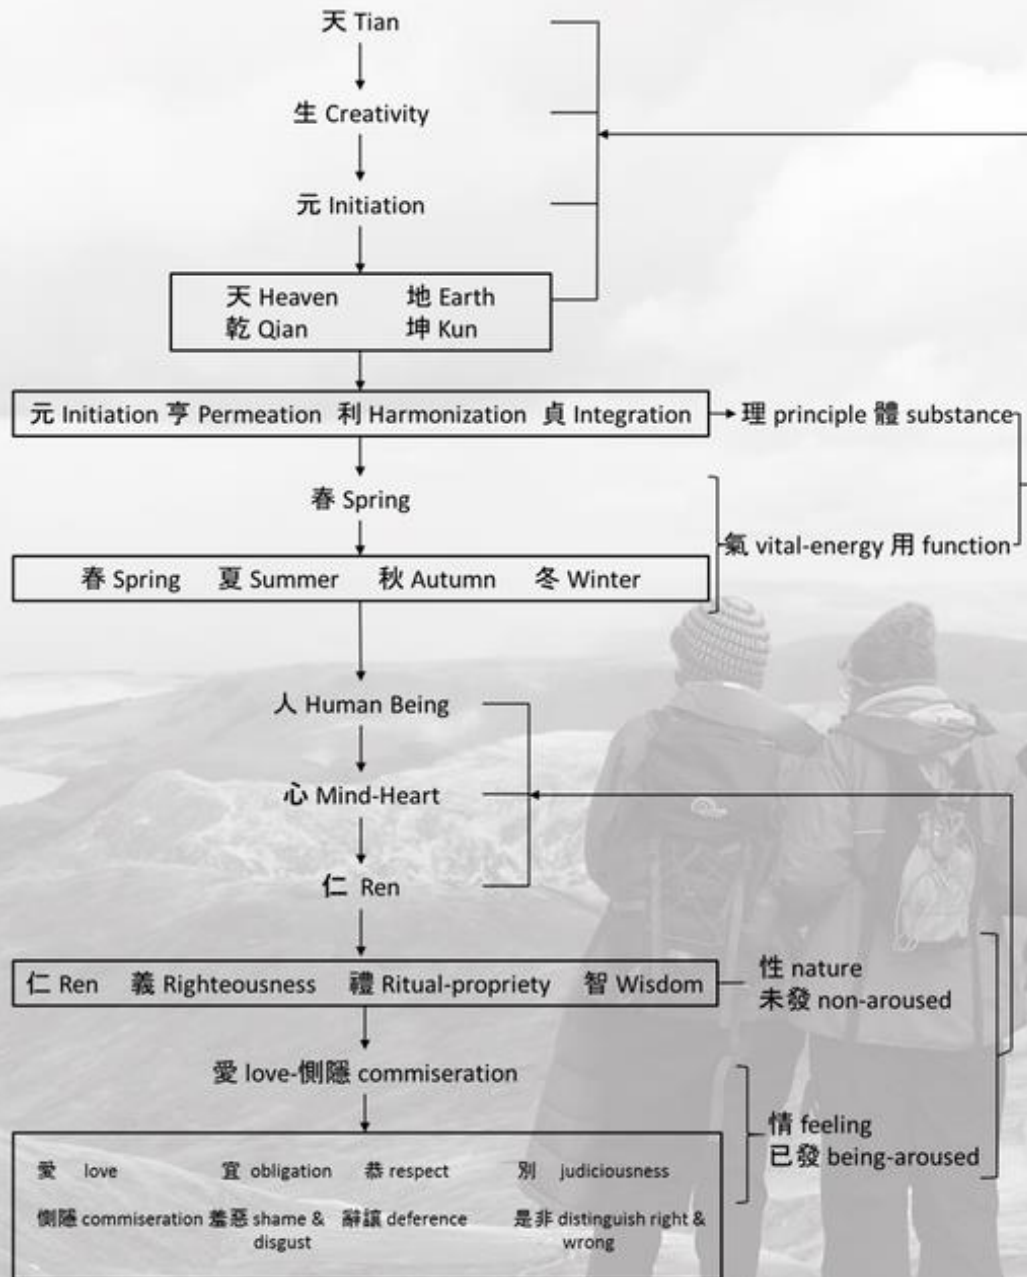 天 Tian
生 Creativity
元 Initiation
天 Heaven 地 Earth
乾 Qian 坤 Kun
元 Initiation 亨 Permeation 利 Harmonization 貞 Integration
理 principle 體 substance
春 Spring
氣 vital-energy 用 function
春 Spring 夏 Summer 秋 Autumn 冬 Winter
人 Human Being
心 Mind-Heart
仁 Ren
仁 Ren 義 Righteousness 禮 Ritual-propriety 智 Wisdom
性 nature
未發 non-aroused
愛 love-惻隱 commiseration
情 feeling
已發 being-aroused
愛 love 宜 obligation 恭 respect 別 judiciousness
惻隱 commiseration 羞惡 shame & disgust 辭讓 deference 是非 distinguish right & wrong